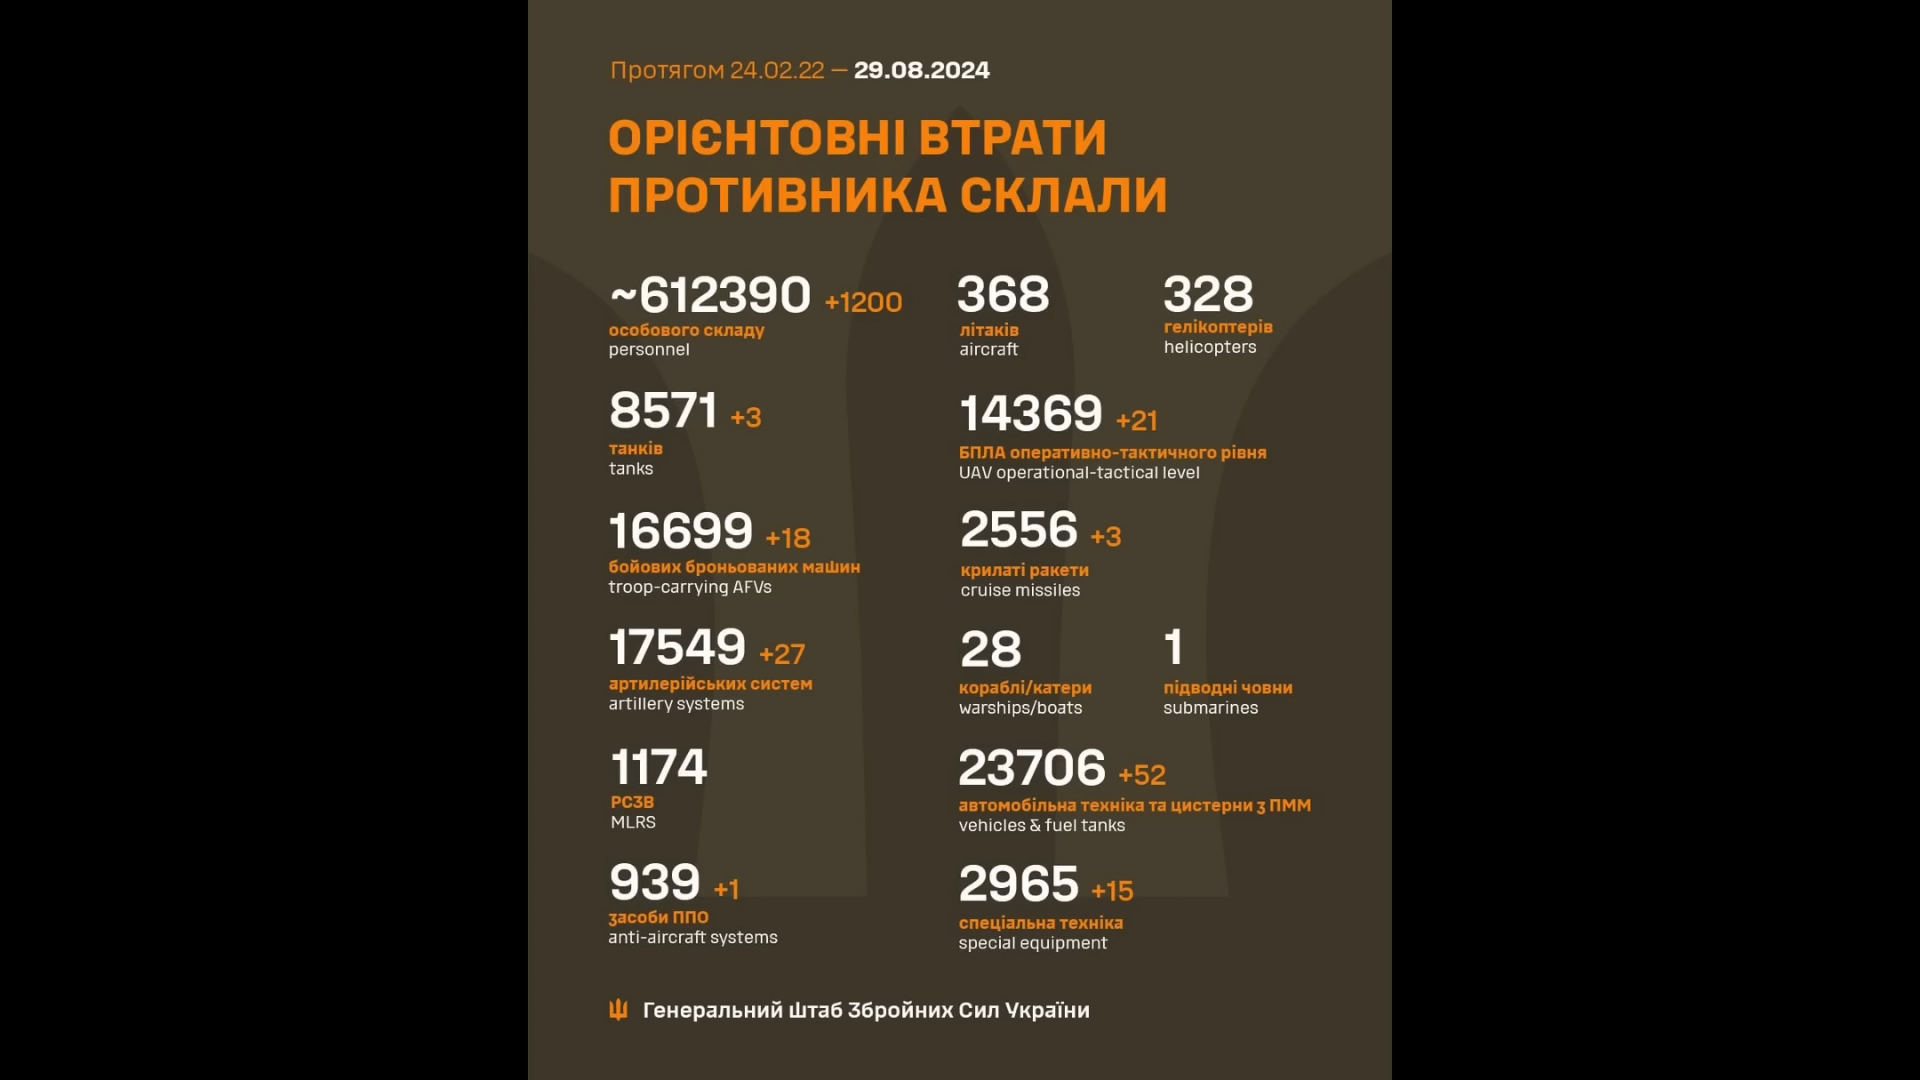 Протягом 24.02.22 — 29.08.2024
ОРІЄНТОВНІ ВТРАТИ
ПРОТИВНИКА СКЛАЛИ
~612390 +1200
особового складу
personnel
368
літаків
aircraft
328
гелікоптерів
helicopters
8571 +3
танків
tanks
14369 +21
БПЛА оперативно-тактичного рівня
UAV operational-tactical level
16699 +18
бойових броньованих машин
troop-carrying AFVs
2556 +3
крилаті ракети
cruise missiles
17549 +27
артилерійських систем
artillery systems
28
кораблі/катери
warships/boats
1
підводні човни
submarines
1174
РСЗВ
MLRS
23706 +52
автомобільна техніка та цистерни з ПММ
vehicles & fuel tanks
939 +1
засоби ППО
anti-aircraft systems
2965 +15
спеціальна техніка
special equipment
Генеральний штаб Збройних Сил України